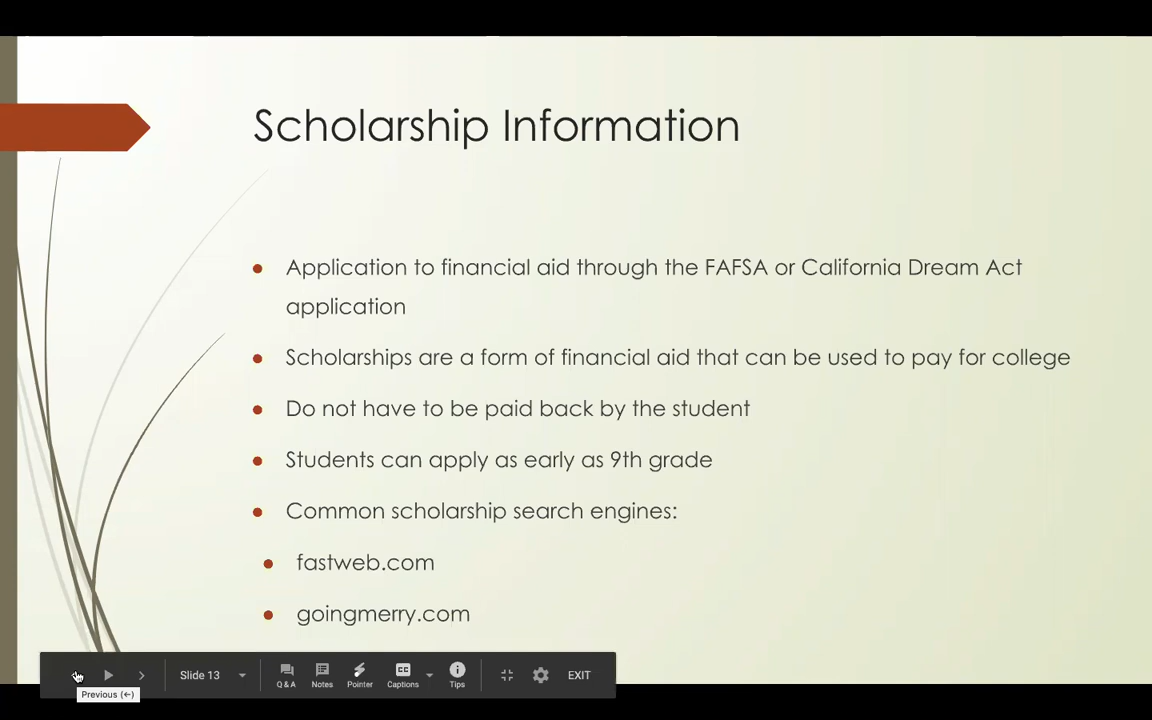 Scholarship Information
Application to financial aid through the FAFSA or California Dream Act
application
Scholarships are a form of financial aid that can be used to pay for college
Do not have to be paid back by the student
Students can apply as early as 9th grade
Common scholarship search engines:
fastweb.com
goingmerry.com
Slide 13
Q & A
Notes
Pointer
CC
Captions
Tips
EXIT
Previous (←)